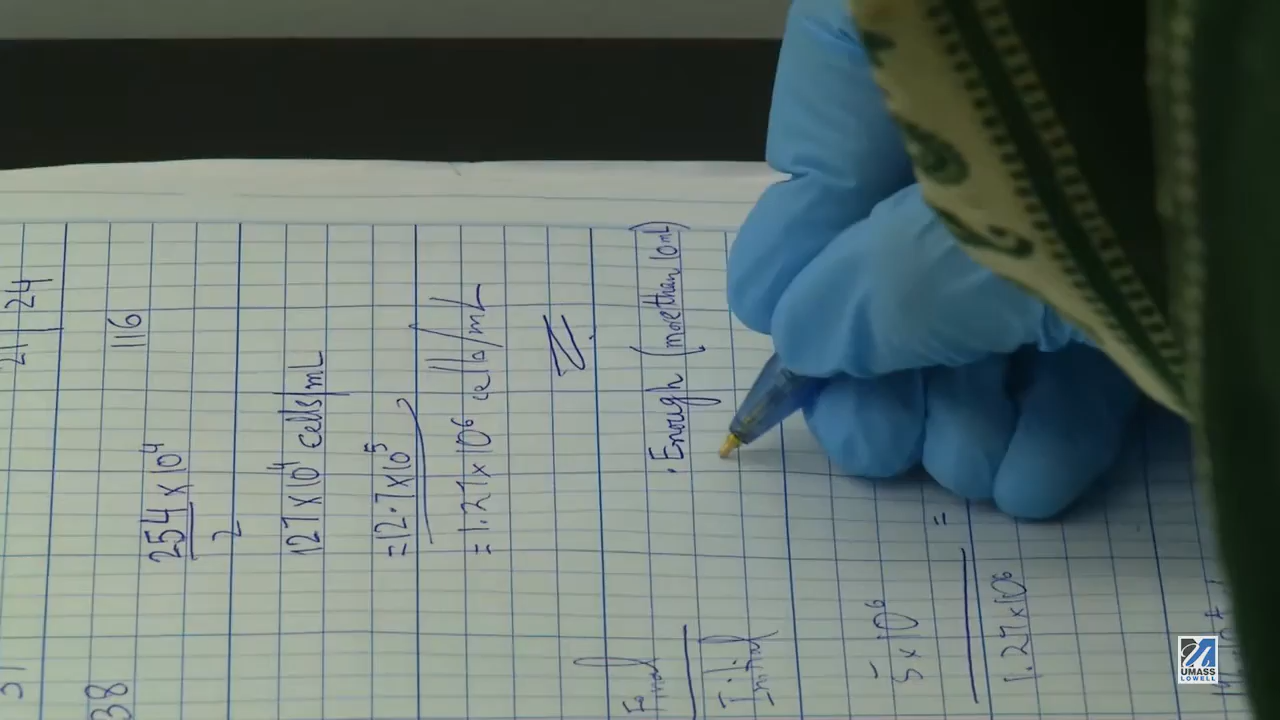 21 | 24
138
116
254 × 10⁴
2
127 × 10⁴ cells/mL
= 12.7 × 10⁵
= 1.27 × 10⁶ cells/mL
• Enough (more than 10mL)
Final
Initial
5 × 10⁶
=
1.27 × 10⁶
UMASS
LOWELL